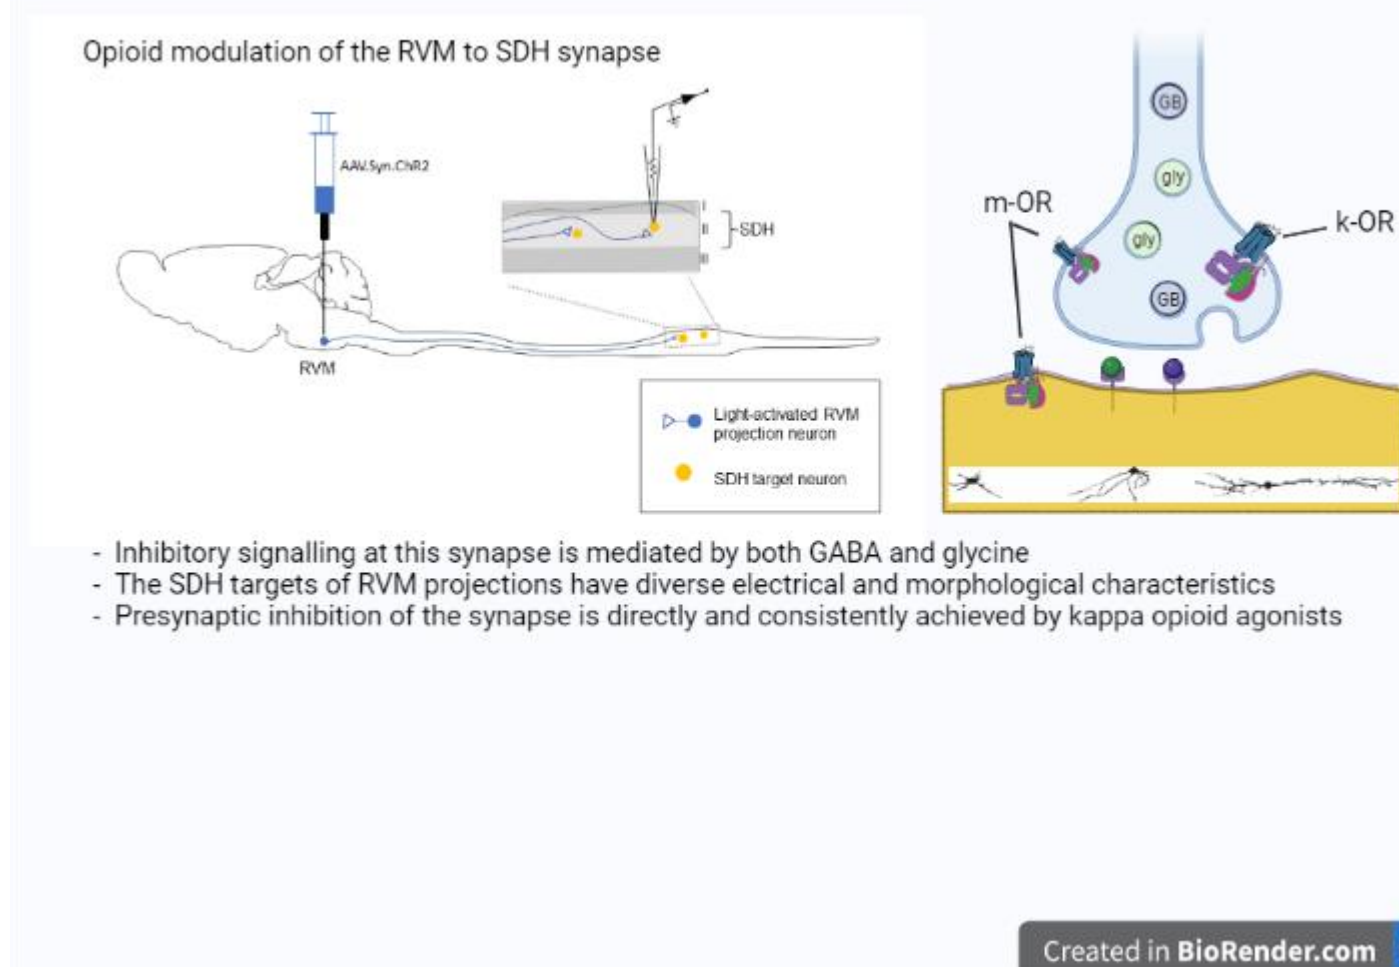 Opioid modulation of the RVM to SDH synapse
AAV.Syn.ChR2
RVM
I
II
III
SDH
Light-activated RVM
projection neuron
SDH target neuron
m-OR
k-OR
GB
gly
gly
GB
- Inhibitory signalling at this synapse is mediated by both GABA and glycine
- The SDH targets of RVM projections have diverse electrical and morphological characteristics
- Presynaptic inhibition of the synapse is directly and consistently achieved by kappa opioid agonists
Created in BioRender.com